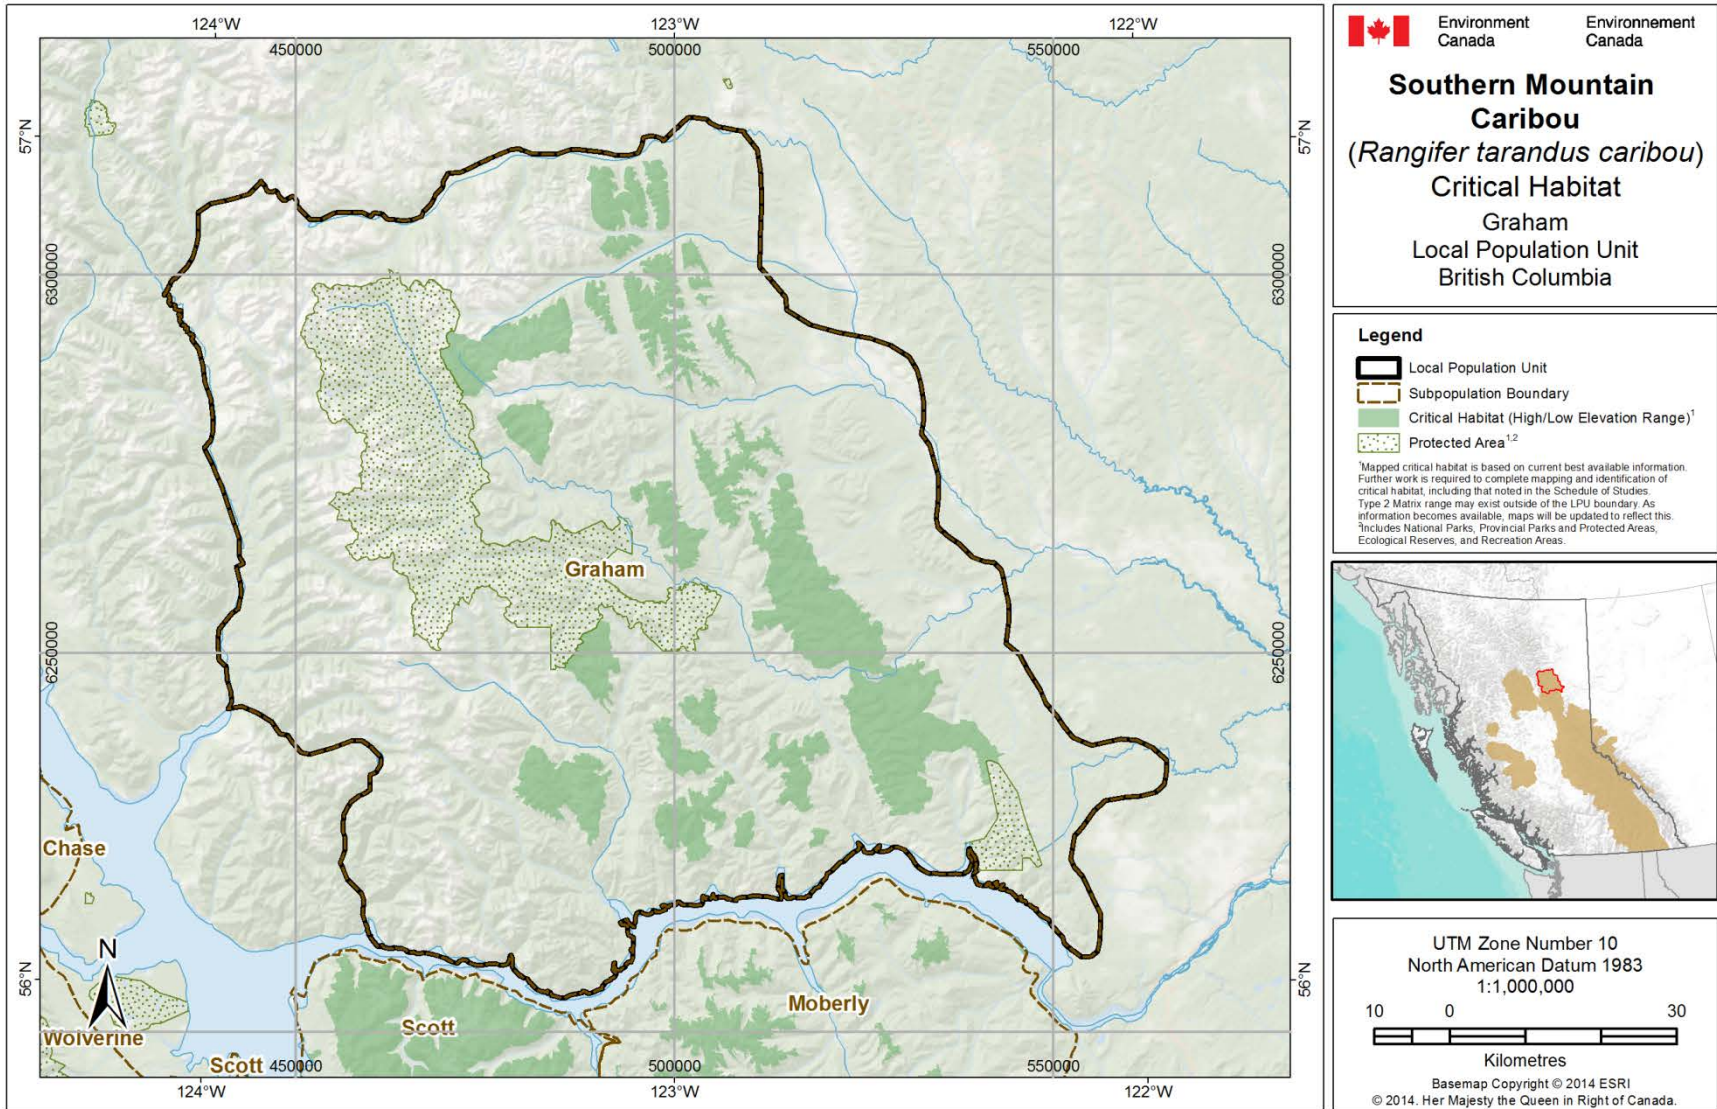 124°W
123°W
122°W
450000
500000
550000
57°N
57°N
6300000
6300000
6250000
6250000
56°N
56°N
Graham
Chase
Wolverine
Scott
Scott
Moberly
N
450000
500000
550000
124°W
123°W
122°W
Environment
Canada
Environnement
Canada
Southern Mountain
Caribou
(Rangifer tarandus caribou)
Critical Habitat
Graham
Local Population Unit
British Columbia
Legend
Local Population Unit
Subpopulation Boundary
Critical Habitat (High/Low Elevation Range)1
Protected Area1,2
1Mapped critical habitat is based on current best available information.
Further work is required to complete mapping and identification of
critical habitat, including that noted in the Schedule of Studies.
Type 2 Matrix range may exist outside of the LPU boundary. As
information becomes available, maps will be updated to reflect this.
2Includes National Parks, Provincial Parks and Protected Areas,
Ecological Reserves, and Recreation Areas.
UTM Zone Number 10
North American Datum 1983
1:1,000,000
10 0 30
Kilometres
Basemap Copyright © 2014 ESRI
© 2014. Her Majesty the Queen in Right of Canada.